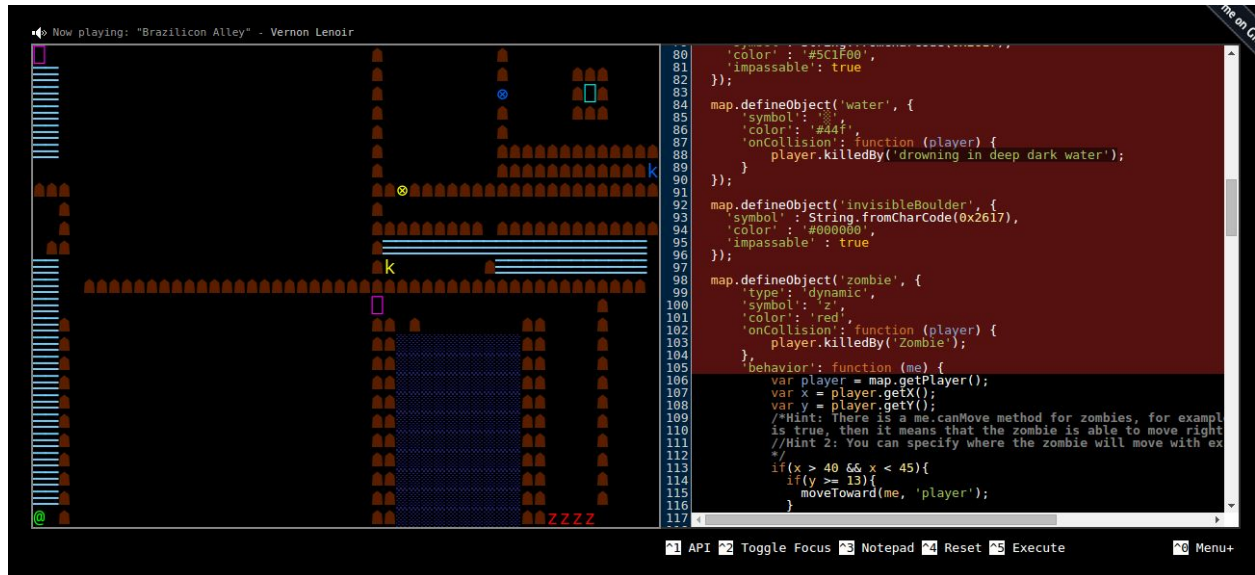 Now playing: "Brazilicon Alley" - Vernon Lenoir
me on G
k
k
@
zzzz
80 'color' : '#5C1F00',
81 'impassable': true
82 });
83
84 map.defineObject('water', {
85 'symbol': '░',
86 'color': '#44f',
87 'onCollision': function (player) {
88 player.killedBy('drowning in deep dark water');
89 }
90 });
91
92 map.defineObject('invisibleBoulder', {
93 'symbol' : String.fromCharCode(0x2617),
94 'color' : '#000000',
95 'impassable' : true
96 });
97
98 map.defineObject('zombie', {
99 'type': 'dynamic',
100 'symbol': 'z',
101 'color': 'red',
102 'onCollision': function (player) {
103 player.killedBy('Zombie');
104 },
105 'behavior': function (me) {
106 var player = map.getPlayer();
107 var x = player.getX();
108 var y = player.getY();
109 /*Hint: There is a me.canMove method for zombies, for exampl
110 is true, then it means that the zombie is able to move right
111 //Hint 2: You can specify where the zombie will move with ex
112 */
113 if(x > 40 && x < 45){
114 if(y >= 13){
115 moveToward(me, 'player');
116 }
117
^1 API ^2 Toggle Focus ^3 Notepad ^4 Reset ^5 Execute ^0 Menu+